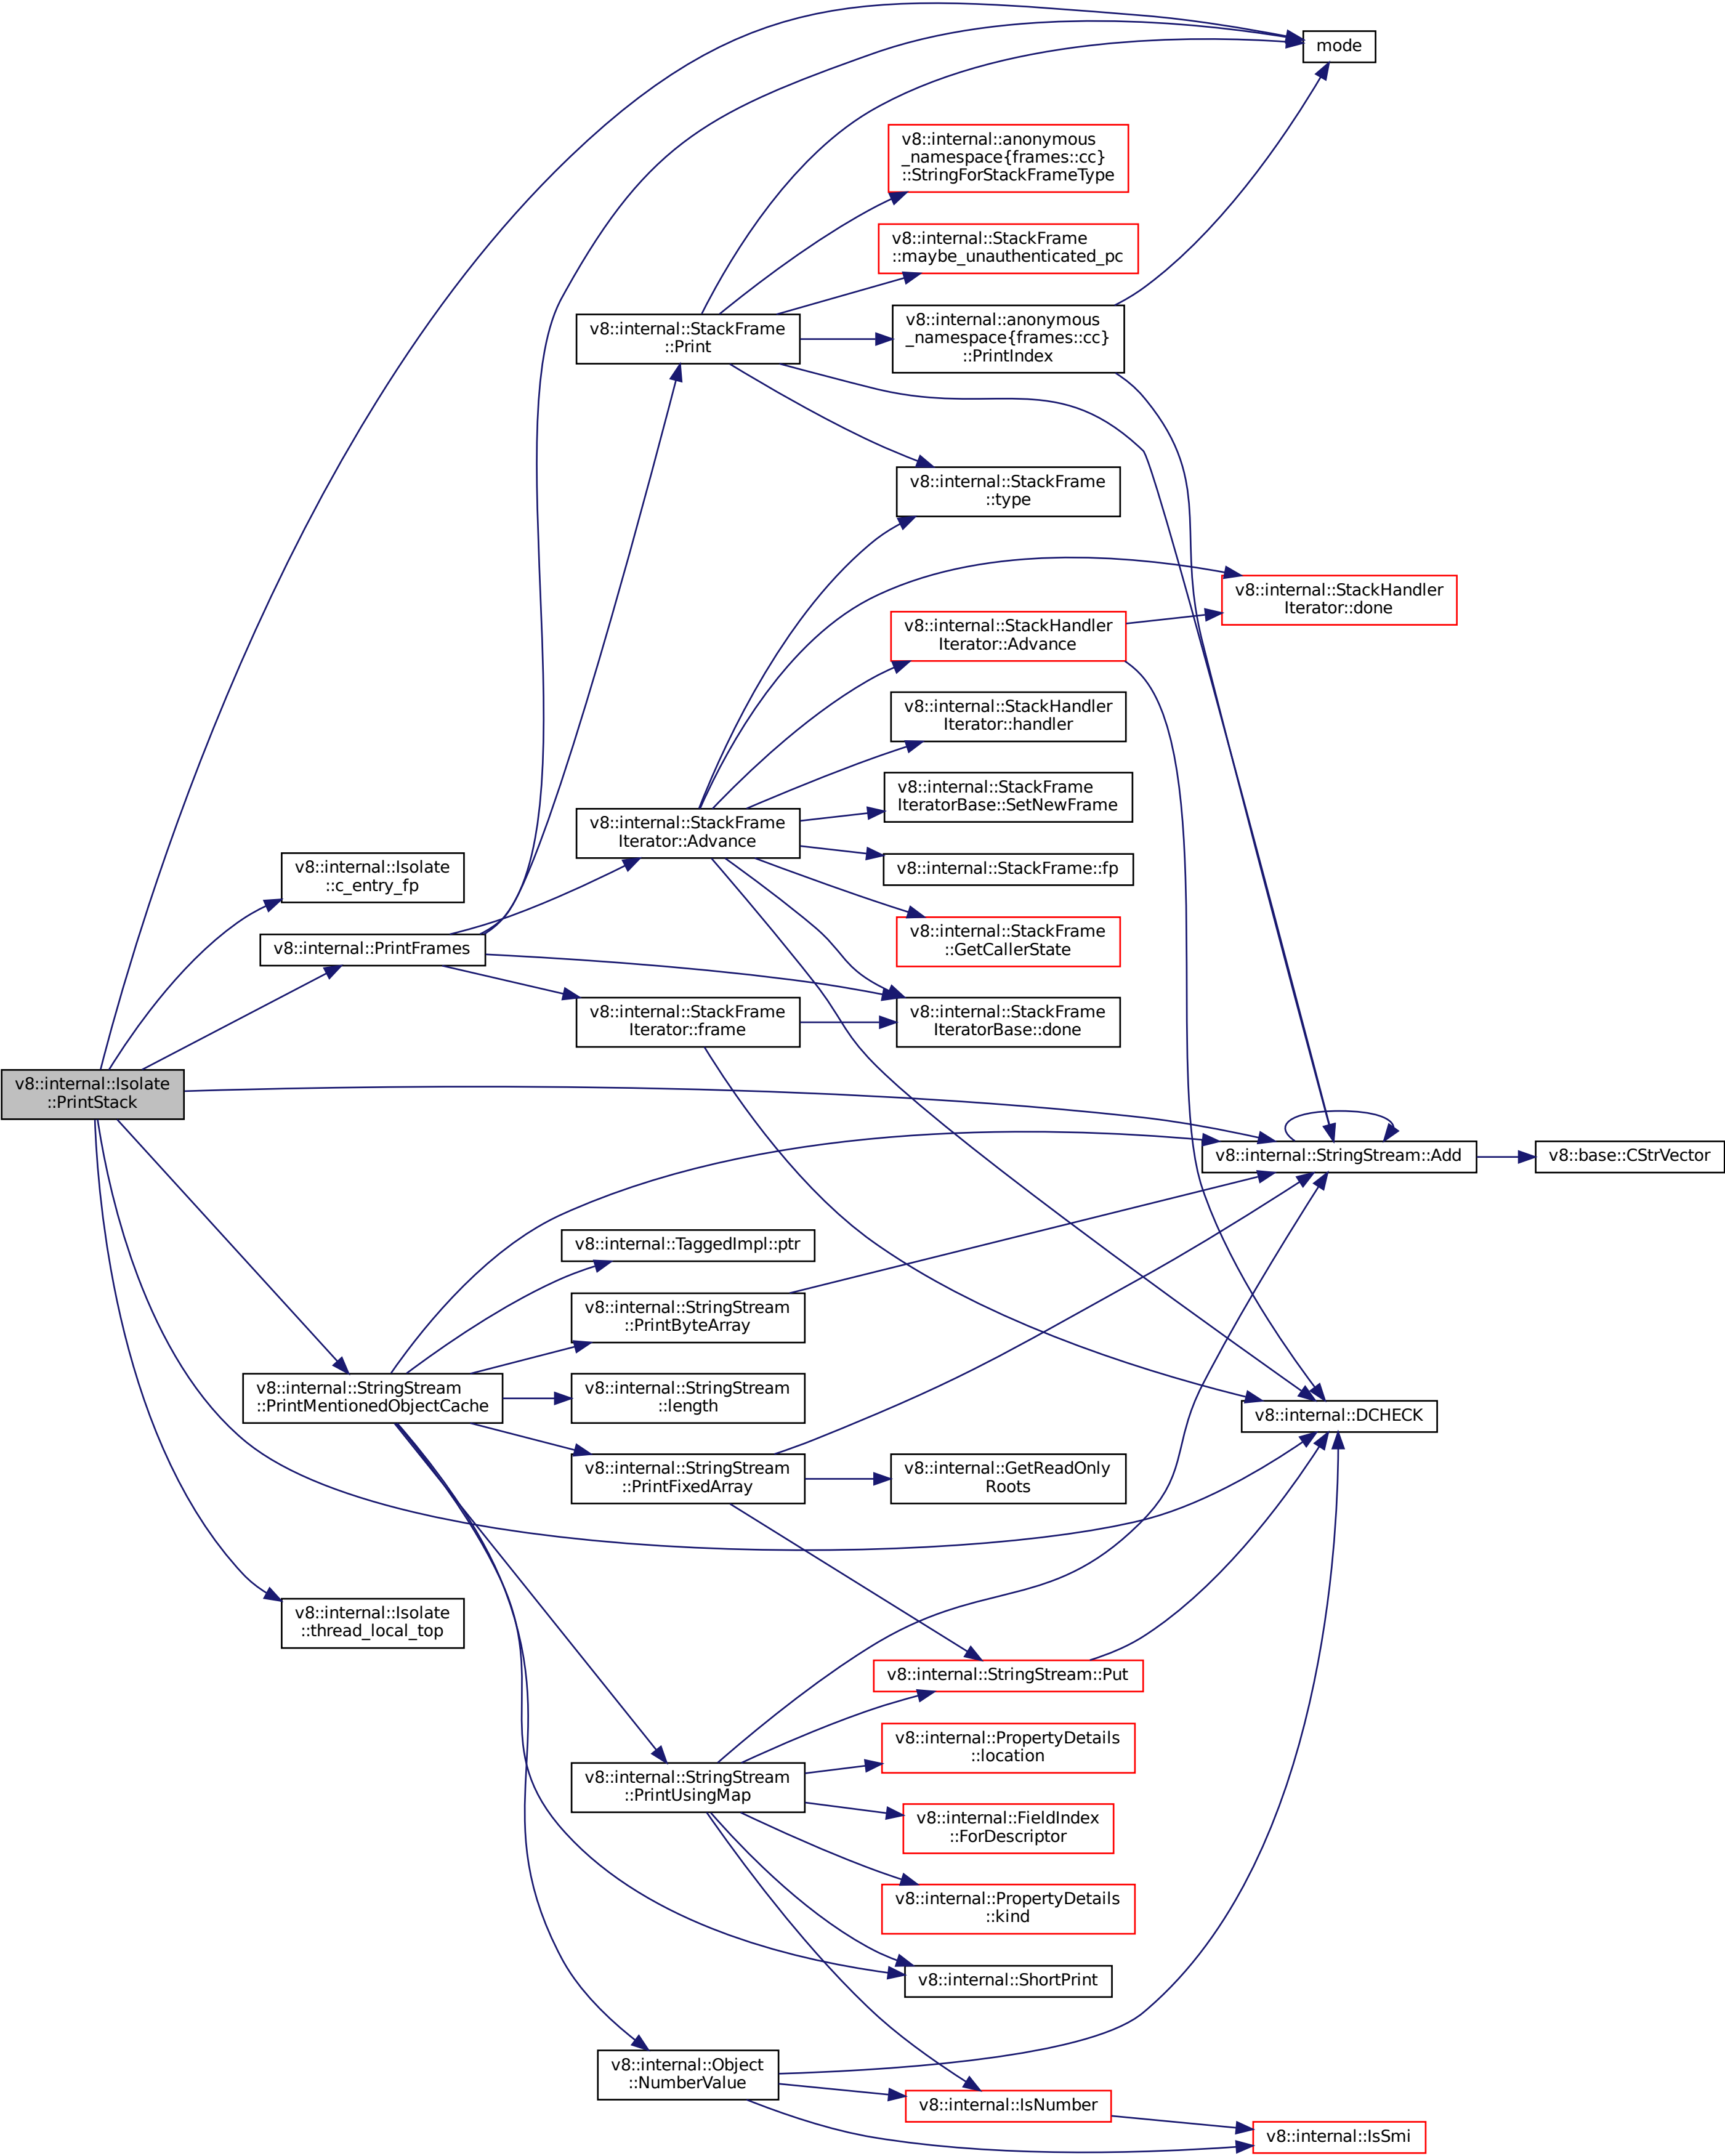 mode
v8::internal::anonymous
_namespace{frames::cc}
::StringForStackFrameType
v8::internal::StackFrame
::maybe_unauthenticated_pc
v8::internal::StackFrame
::Print
v8::internal::anonymous
_namespace{frames::cc}
::PrintIndex
v8::internal::StackFrame
::type
v8::internal::StackHandler
Iterator::done
v8::internal::StackHandler
Iterator::Advance
v8::internal::StackHandler
Iterator::handler
v8::internal::StackFrame
IteratorBase::SetNewFrame
v8::internal::StackFrame
Iterator::Advance
v8::internal::StackFrame::fp
v8::internal::Isolate
::c_entry_fp
v8::internal::StackFrame
::GetCallerState
v8::internal::PrintFrames
v8::internal::StackFrame
Iterator::frame
v8::internal::StackFrame
IteratorBase::done
v8::internal::Isolate
::PrintStack
v8::internal::StringStream::Add
v8::base::CStrVector
v8::internal::TaggedImpl::ptr
v8::internal::StringStream
::PrintByteArray
v8::internal::StringStream
::PrintMentionedObjectCache
v8::internal::StringStream
::length
v8::internal::DCHECK
v8::internal::StringStream
::PrintFixedArray
v8::internal::GetReadOnly
Roots
v8::internal::Isolate
::thread_local_top
v8::internal::StringStream::Put
v8::internal::PropertyDetails
::location
v8::internal::StringStream
::PrintUsingMap
v8::internal::FieldIndex
::ForDescriptor
v8::internal::PropertyDetails
::kind
v8::internal::ShortPrint
v8::internal::Object
::NumberValue
v8::internal::IsNumber
v8::internal::IsSmi